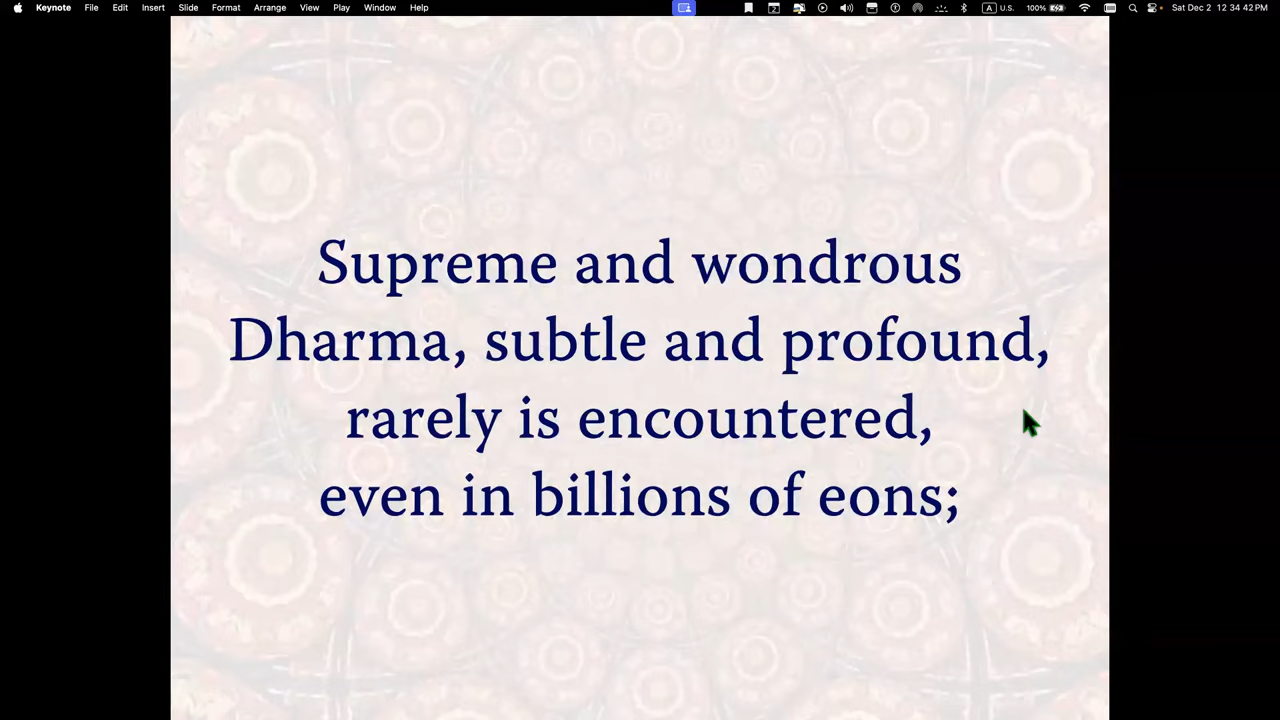 Keynote File Edit Insert Slide Format Arrange View Play Window Help A U.S. 100% Sat Dec 2 12 34 42 PM
Supreme and wondrous
Dharma, subtle and profound,
rarely is encountered,
even in billions of eons;